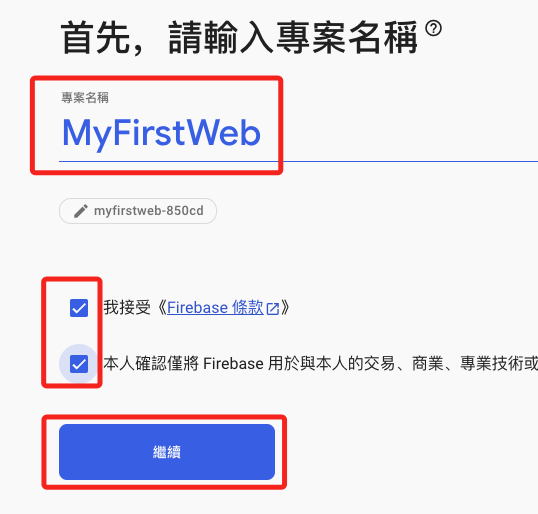 首先，請輸入專案名稱
專案名稱
MyFirstWeb
myfirstweb-850cd
我接受《Firebase 條款》
本人確認僅將 Firebase 用於與本人的交易、商業、專業技術或
繼續